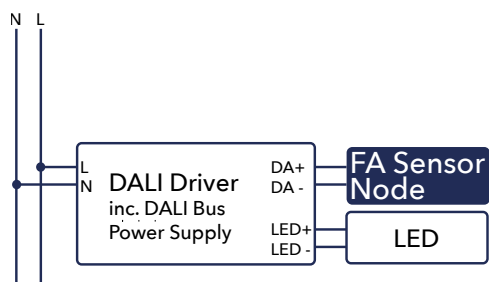 N L
L
N
DALI Driver
inc. DALI Bus
Power Supply
DA+
DA -
LED+
LED -
FA Sensor
Node
LED